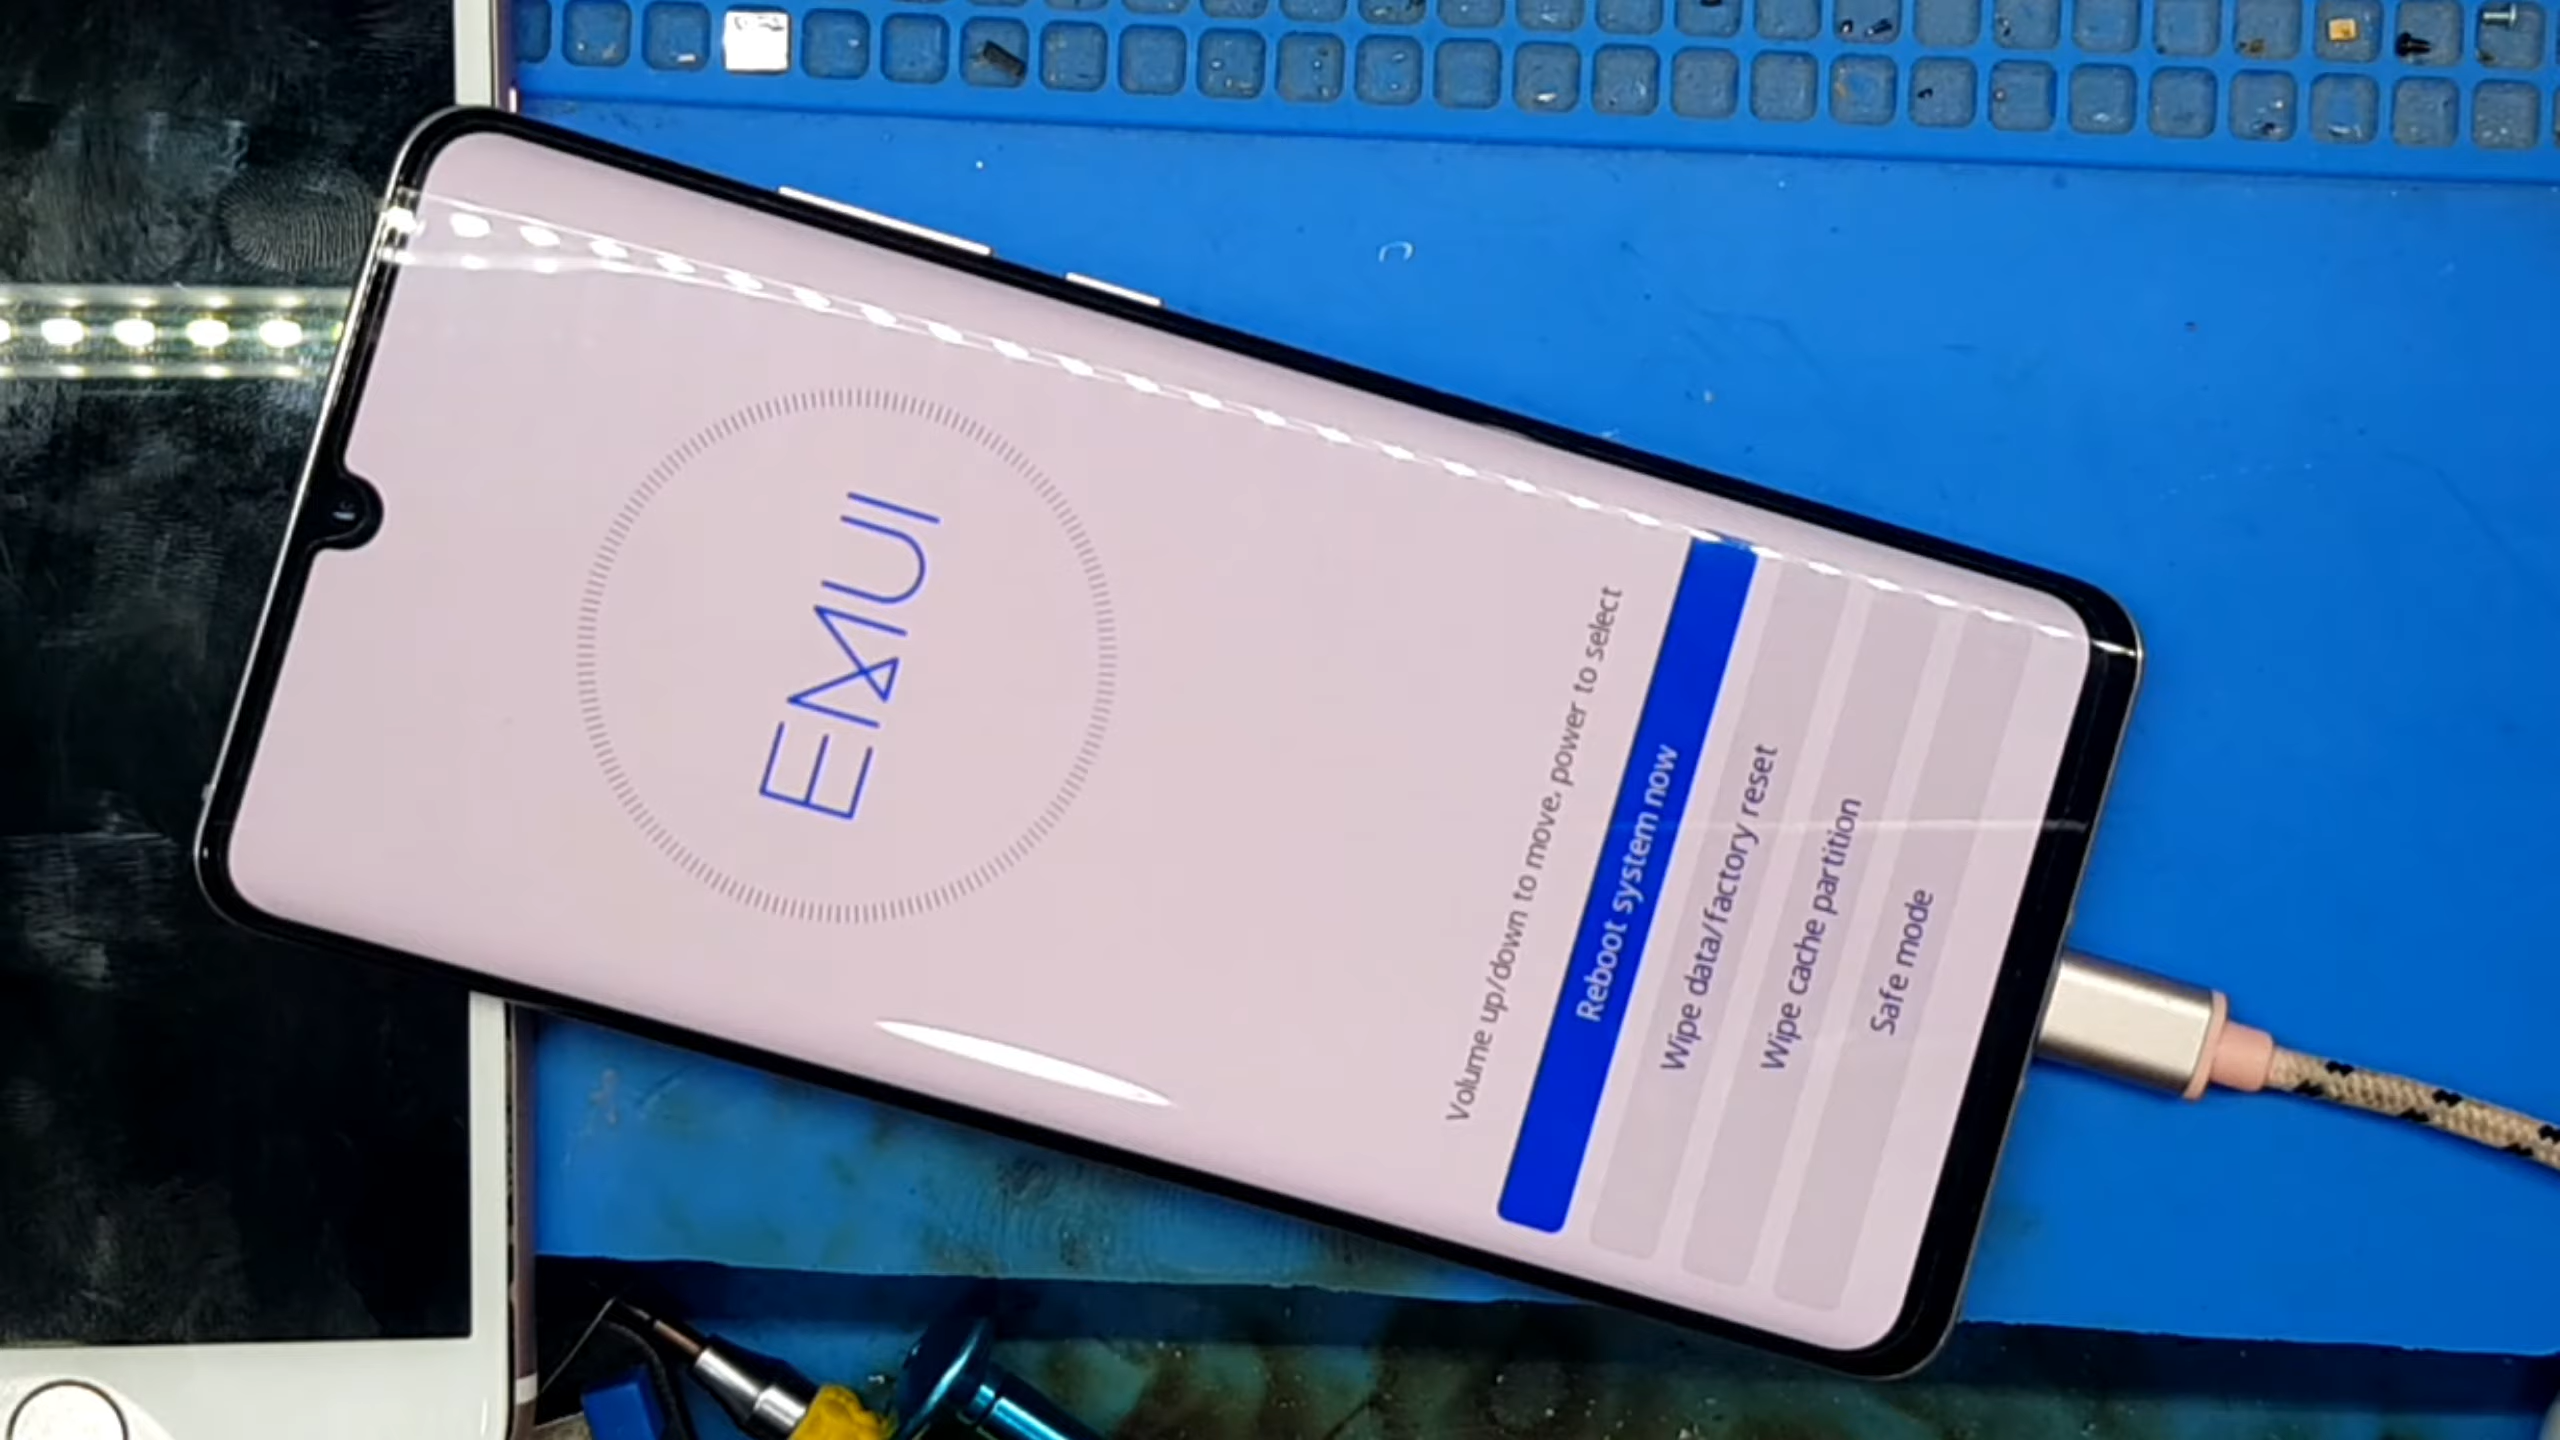 EMUI
Volume up/down to move, power to select
Reboot system now
Wipe data/factory reset
Wipe cache partition
Safe mode